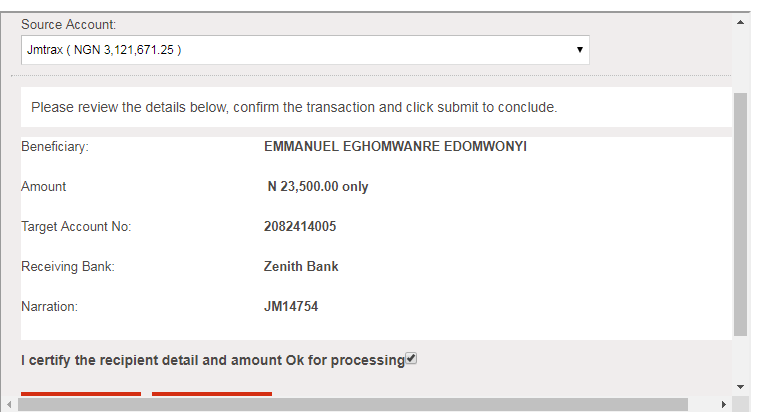 Source Account:
Jmtrax ( NGN 3,121,671.25 )
Please review the details below, confirm the transaction and click submit to conclude.
Beneficiary: EMMANUEL EGHOMWANRE EDOMWONYI
Amount N 23,500.00 only
Target Account No: 2082414005
Receiving Bank: Zenith Bank
Narration: JM14754
I certify the recipient detail and amount Ok for processing